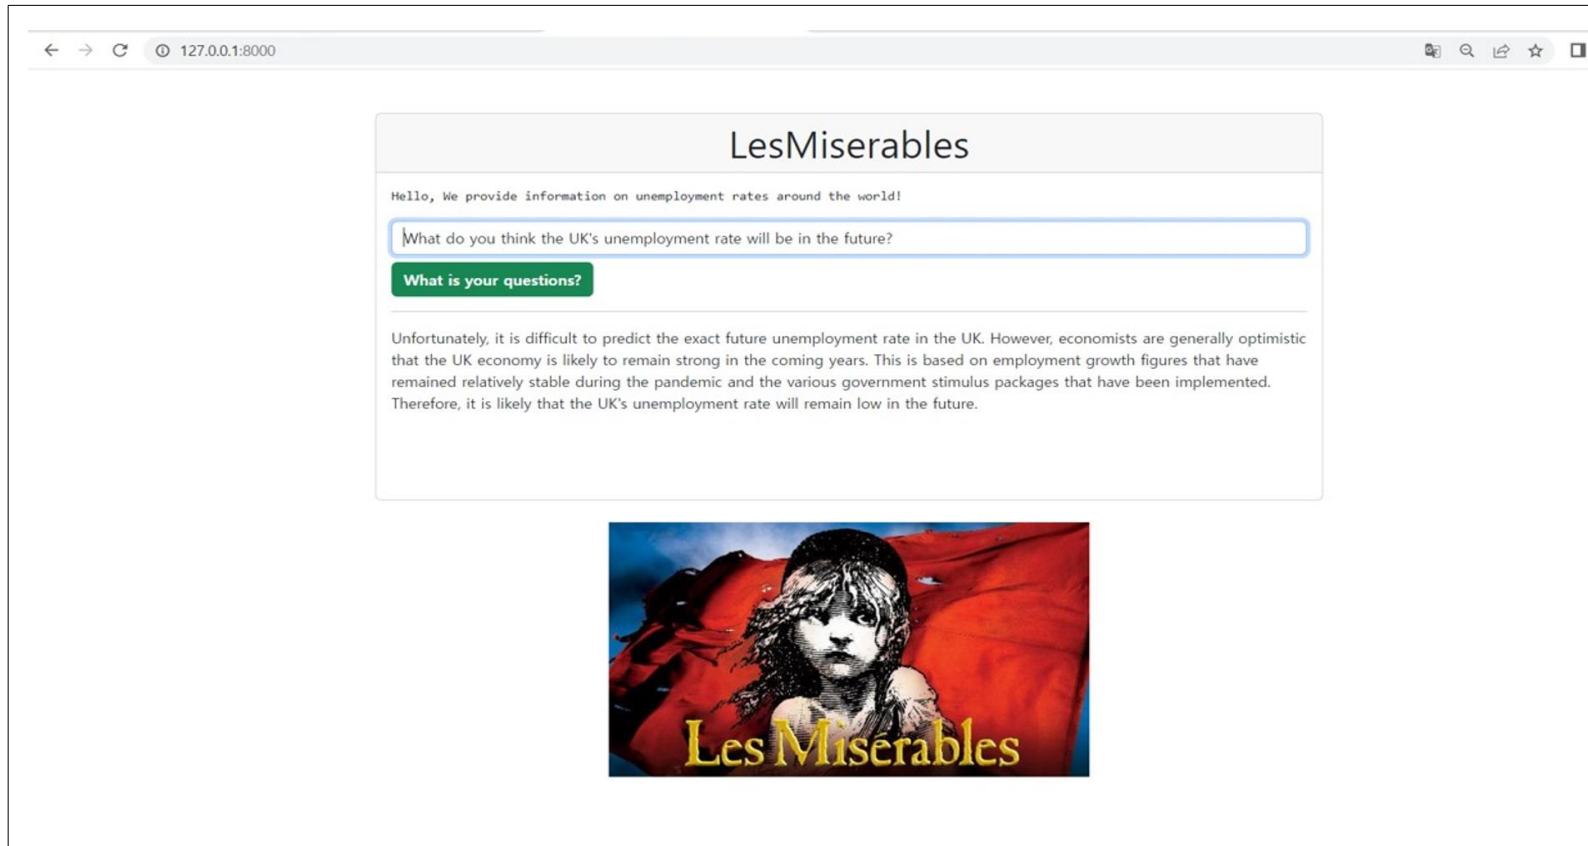 127.0.0.1:8000
LesMiserables
Hello, We provide information on unemployment rates around the world!
What do you think the UK's unemployment rate will be in the future?
What is your questions?
Unfortunately, it is difficult to predict the exact future unemployment rate in the UK. However, economists are generally optimistic
that the UK economy is likely to remain strong in the coming years. This is based on employment growth figures that have
remained relatively stable during the pandemic and the various government stimulus packages that have been implemented.
Therefore, it is likely that the UK's unemployment rate will remain low in the future.
Les Misérables